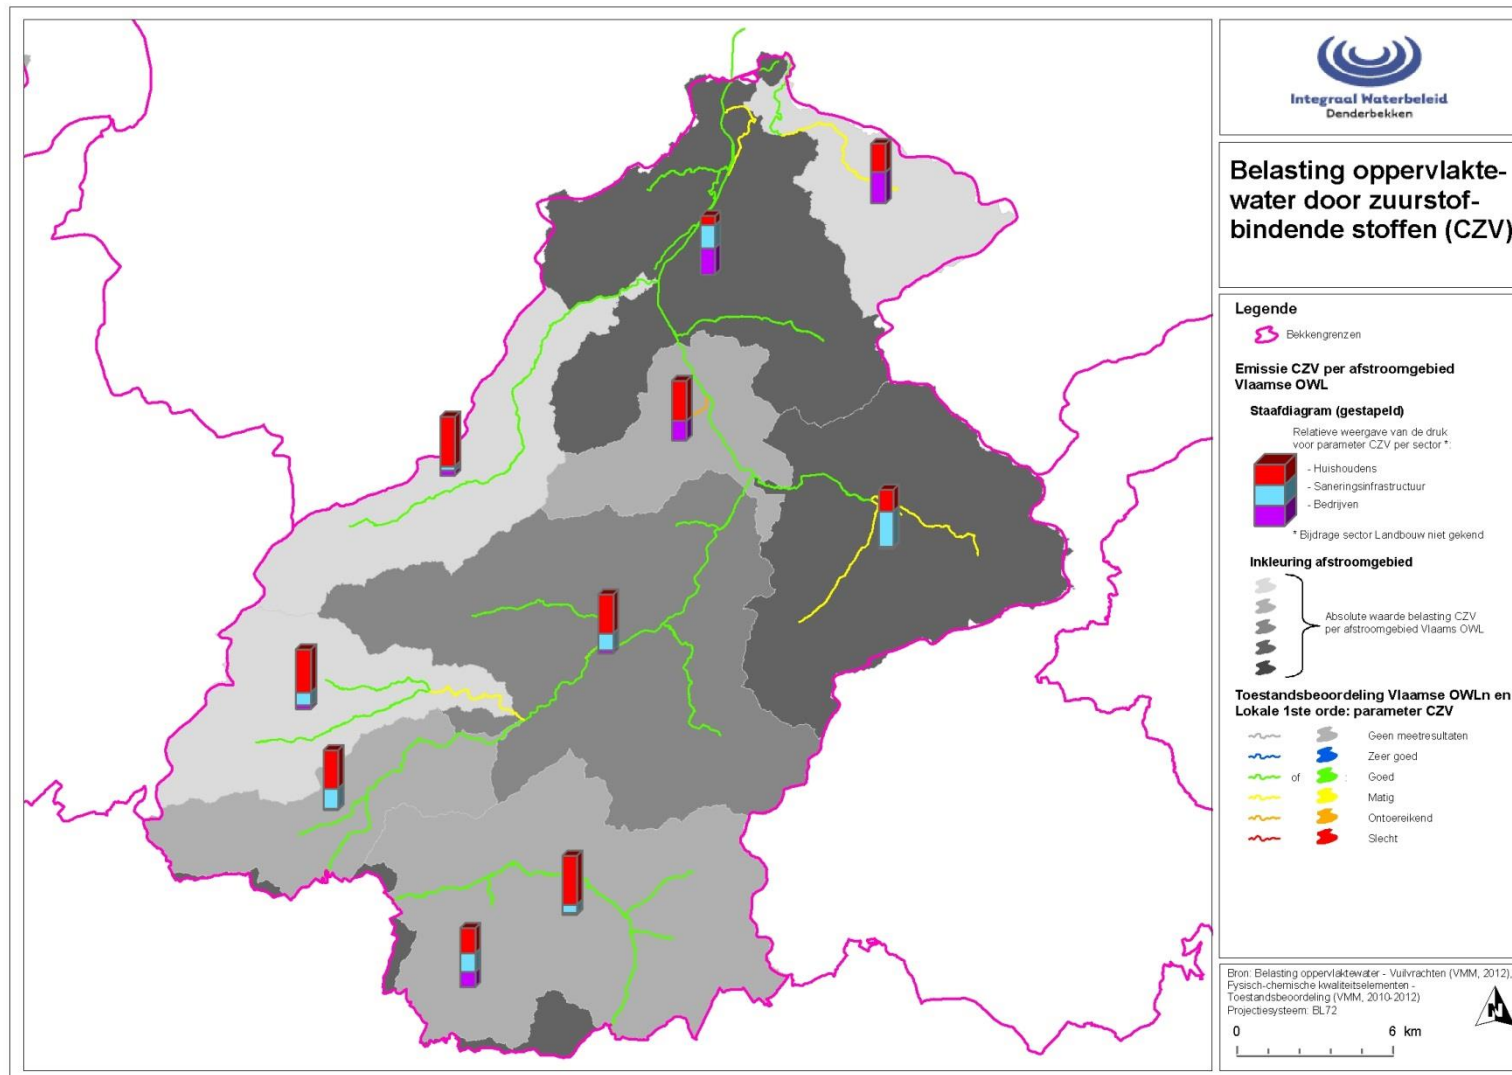 Integraal Waterbeleid
Denderbekken
Belasting oppervlakte-
water door zuurstof-
bindende stoffen (CZV)
Legende
Bekkengrenzen
Emissie CZV per afstroomgebied
Vlaamse OWL
Staafdiagram (gestapeld)
Relatieve weergave van de druk
voor parameter CZV per sector *:
- Huishoudens
- Saneringsinfrastructuur
- Bedrijven
* Bijdrage sector Landbouw niet gekend
Inkleuring afstroomgebied
Absolute waarde belasting CZV
per afstroomgebied Vlaams OWL
Toestandsbeoordeling Vlaamse OWLn en
Lokale 1ste orde: parameter CZV
Geen meetresultaten
Zeer goed
of : Goed
Matig
Ontoereikend
Slecht
Bron: Belasting oppervlaktewater - Vuilvrachten (VMM, 2012),
Fysisch-chemische kwaliteitselementen -
Toestandsbeoordeling (VMM, 2010-2012)
Projectiesysteem: BL72
0 6 km
N